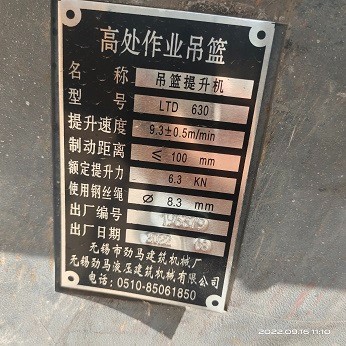 高处作业吊篮
名 称 吊篮提升机
型 号 LTD 630
提升速度 9.3±0.5m/min
制动距离 ≤ 100 mm
额定提升力 6.3 KN
使用钢丝绳 Ø 8.3 mm
出厂编号
出厂日期 2022
无锡市劲马建筑机械厂
无锡劲马液压建筑机械有限公司
电话:0510-85061850
2022.09.16 11:10